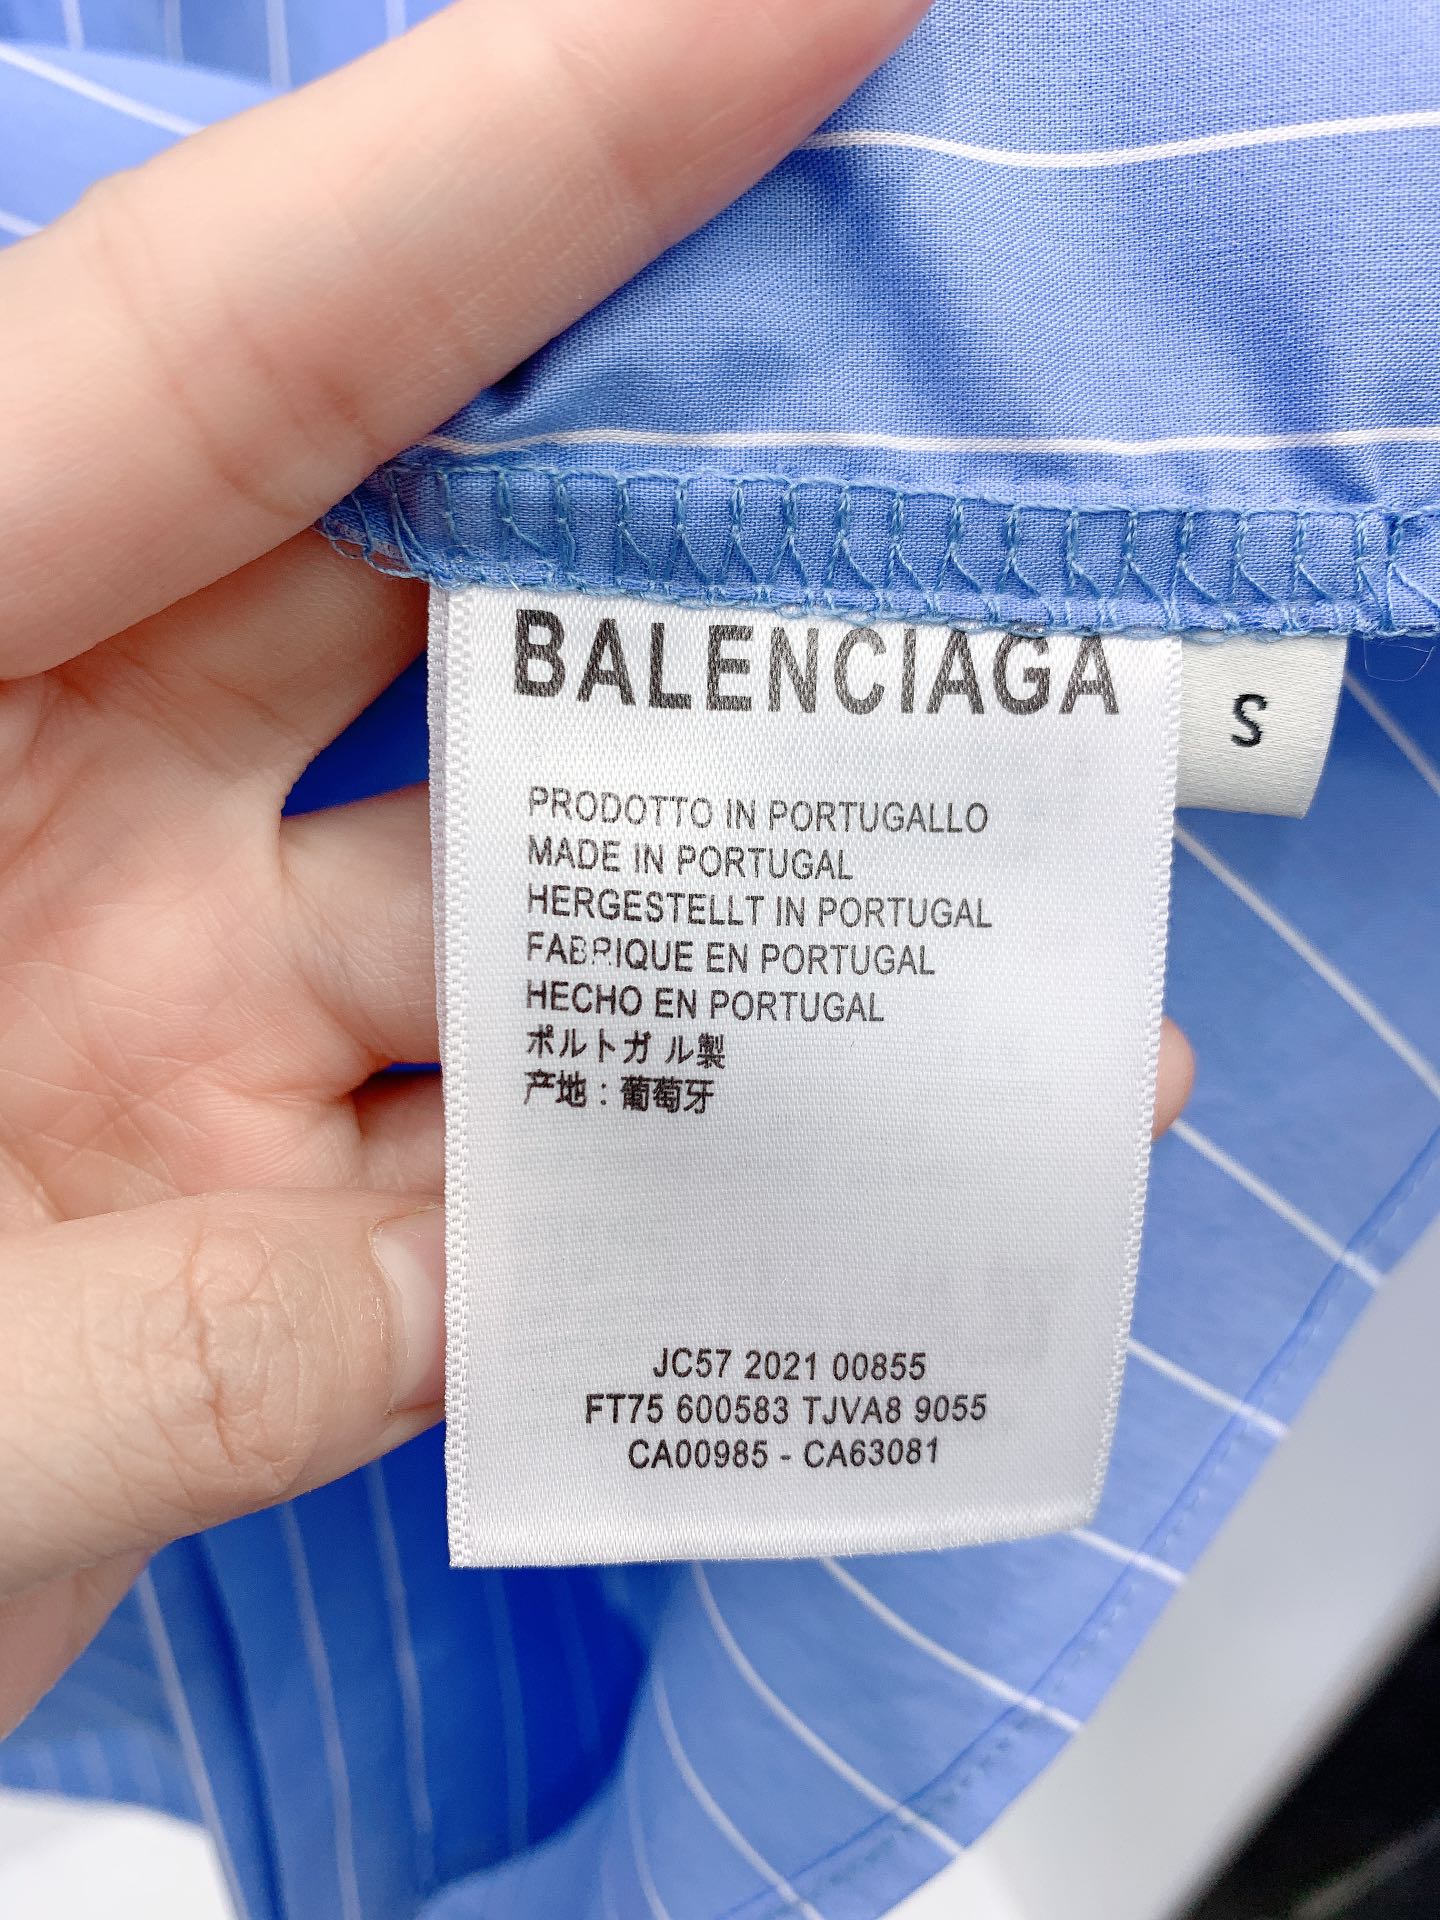 BALENCIAGA
S
PRODOTTO IN PORTUGALLO
MADE IN PORTUGAL
HERGESTELLT IN PORTUGAL
FABRIQUE EN PORTUGAL
HECHO EN PORTUGAL
ポルトガル製
产地：葡萄牙
JC57 2021 00855
FT75 600583 TJVA8 9055
CA00985 - CA63081